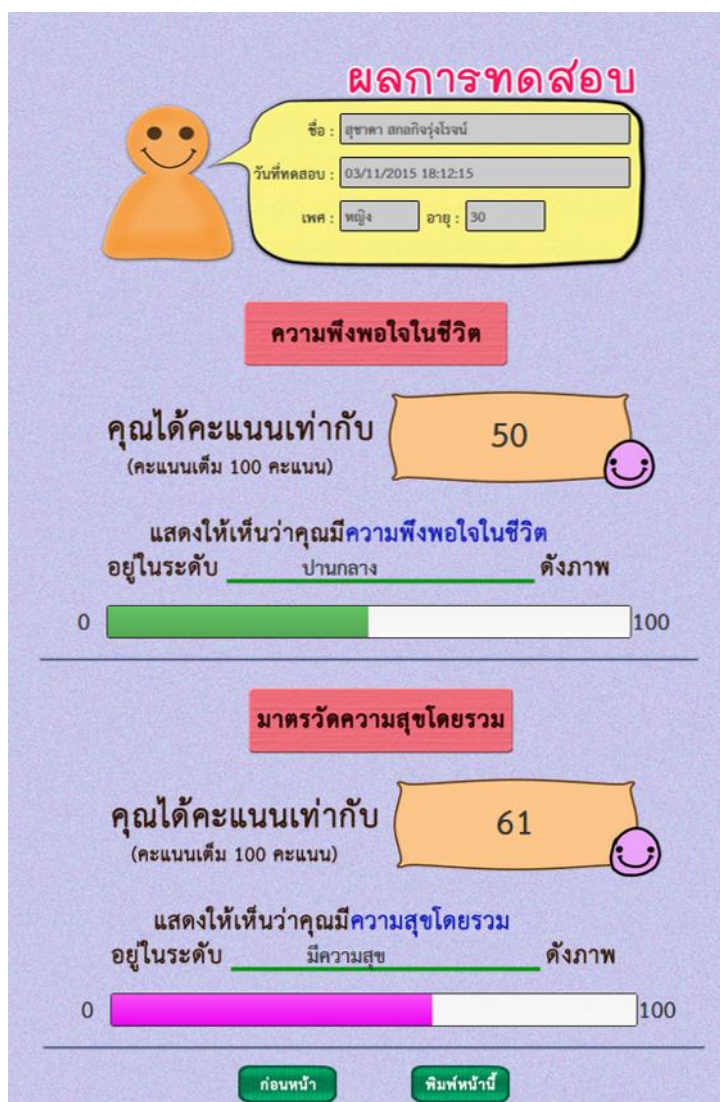 ผลการทดสอบ
ชื่อ : สุชาดา สกลกิจรุ่งโรจน์
วันที่ทดสอบ : 03/11/2015 18:12:15
เพศ : หญิง อายุ : 30
ความพึงพอใจในชีวิต
คุณได้คะแนนเท่ากับ 50
(คะแนนเต็ม 100 คะแนน)
แสดงให้เห็นว่าคุณมีความพึงพอใจในชีวิต
อยู่ในระดับ ปานกลาง ดังภาพ
0 100
มาตรวัดความสุขโดยรวม
คุณได้คะแนนเท่ากับ 61
(คะแนนเต็ม 100 คะแนน)
แสดงให้เห็นว่าคุณมีความสุขโดยรวม
อยู่ในระดับ มีความสุข ดังภาพ
0 100
ก่อนหน้า พิมพ์หน้านี้